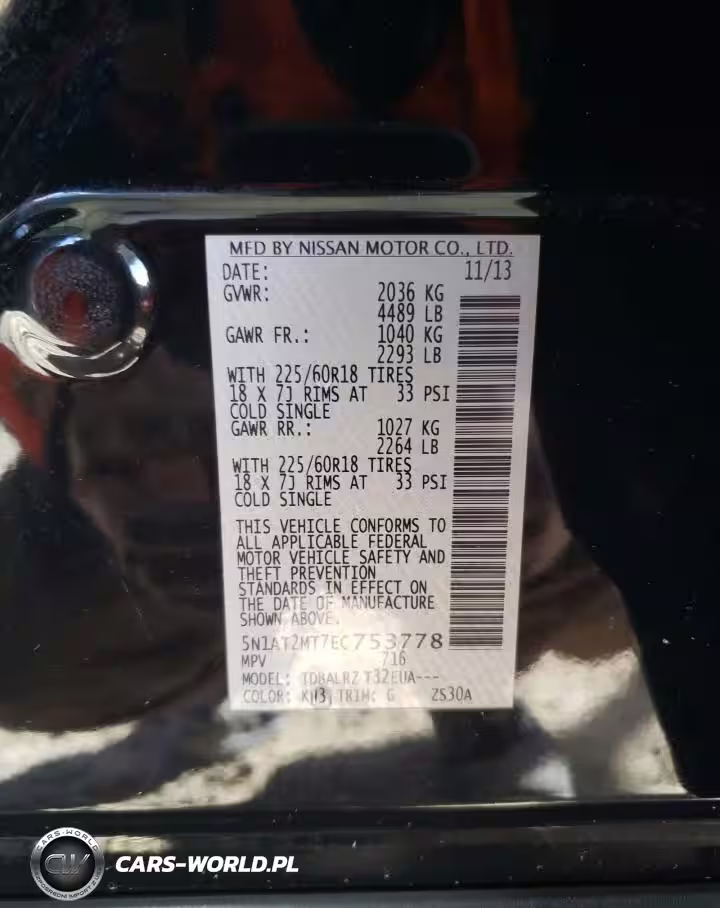 MFD BY NISSAN MOTOR CO., LTD.
DATE: 11/13
GVWR: 2036 KG
4489 LB
GAWR FR.: 1040 KG
2293 LB
WITH 225/60R18 TIRES
18 X 7J RIMS AT 33 PSI
COLD SINGLE
GAWR RR.: 1027 KG
2264 LB
WITH 225/60R18 TIRES
18 X 7J RIMS AT 33 PSI
COLD SINGLE
THIS VEHICLE CONFORMS TO
ALL APPLICABLE FEDERAL
MOTOR VEHICLE SAFETY AND
THEFT PREVENTION
STANDARDS IN EFFECT ON
THE DATE OF MANUFACTURE
SHOWN ABOVE.
5N1AT2MT7EC753778
MPV 716
MODEL: TDBALRZ T32EUA---
COLOR: KH3 TRIM: G ZS30A
CARS-WORLD
CARS-WORLD.PL